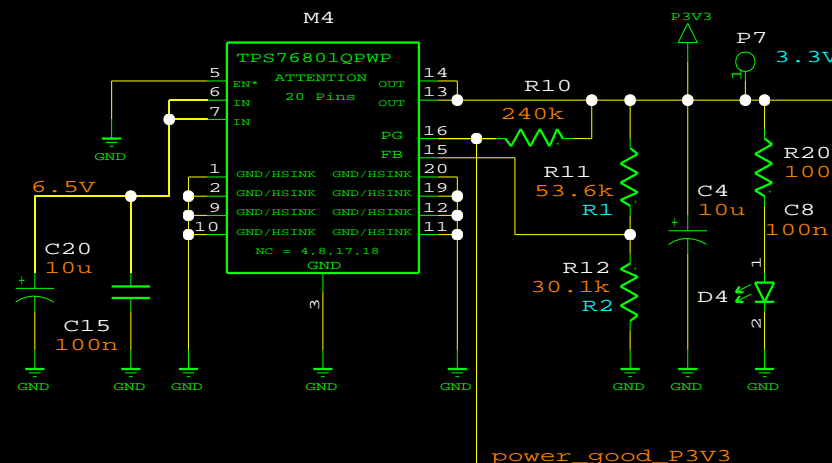 M4
P3V3
P7
1
3.3V
TPS76801QPWP
ATTENTION
20 Pins
5
EN*
6
IN
7
IN
14
OUT
13
OUT
PG
16
FB
15
R10
240k
GND
1
GND/HSINK
2
GND/HSINK
9
GND/HSINK
10
GND/HSINK
GND/HSINK
20
GND/HSINK
19
GND/HSINK
12
GND/HSINK
11
NC = 4,8,17,18
GND
3
R11
53.6k
R1
R12
30.1k
R2
C4
+
10u
R20
100
C8
100n
6.5V
C20
10u
+
C15
100n
D4
1
2
GND
GND
GND
GND
GND
GND
GND
GND
power_good_P3V3